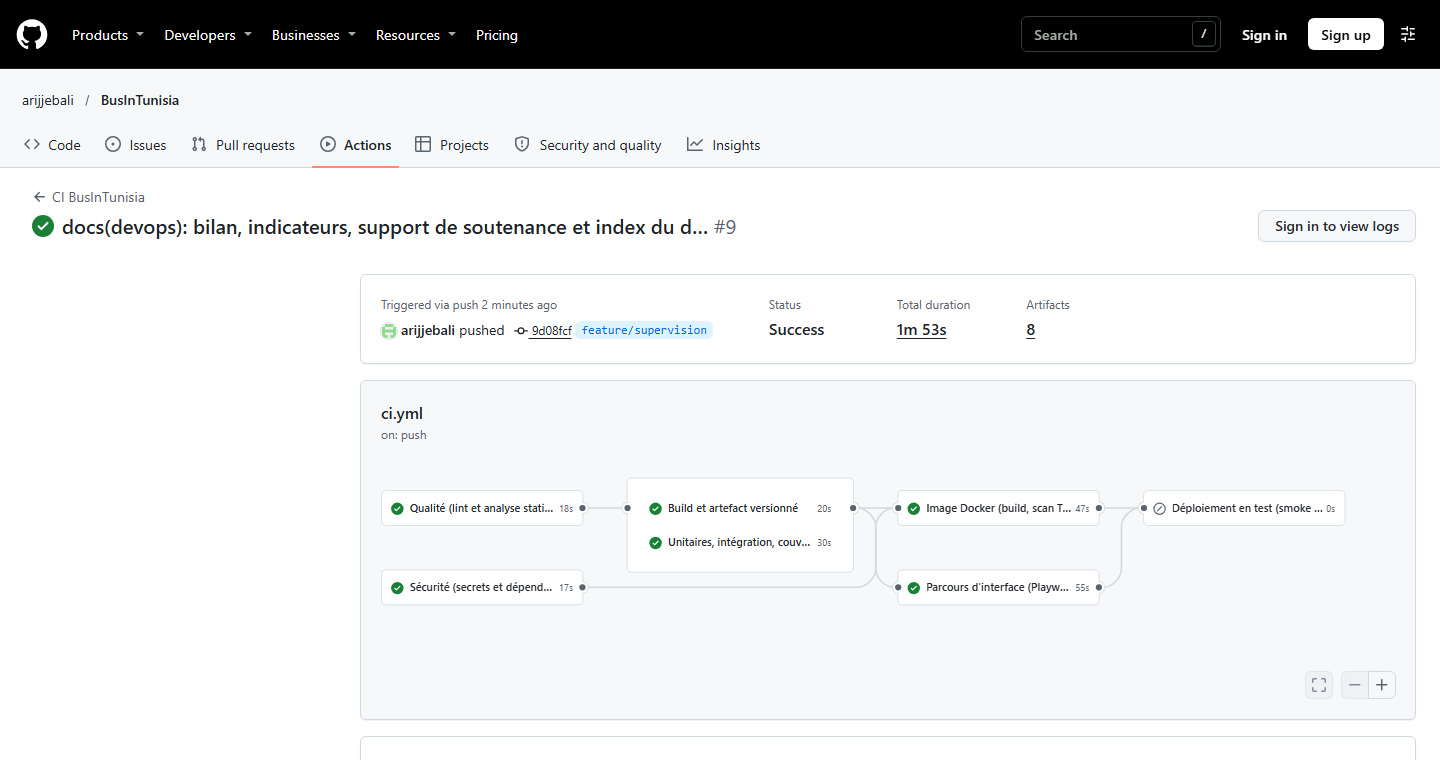 Products Developers Businesses Resources Pricing Search / Sign in Sign up
arijjebali / BusInTunisia
Code Issues Pull requests Actions Projects Security and quality Insights
CI BusInTunisia
docs(devops): bilan, indicateurs, support de soutenance et index du d... #9
Sign in to view logs
Triggered via push 2 minutes ago
arijjebali pushed 9d08fcf feature/supervision
Status
Success
Total duration
1m 53s
Artifacts
8
ci.yml
on: push
Qualité (lint et analyse stati... 18s
Sécurité (secrets et dépend... 17s
Build et artefact versionné 20s
Unitaires, intégration, couv... 30s
Image Docker (build, scan T... 47s
Parcours d'interface (Playw... 55s
Déploiement en test (smoke ... 0s